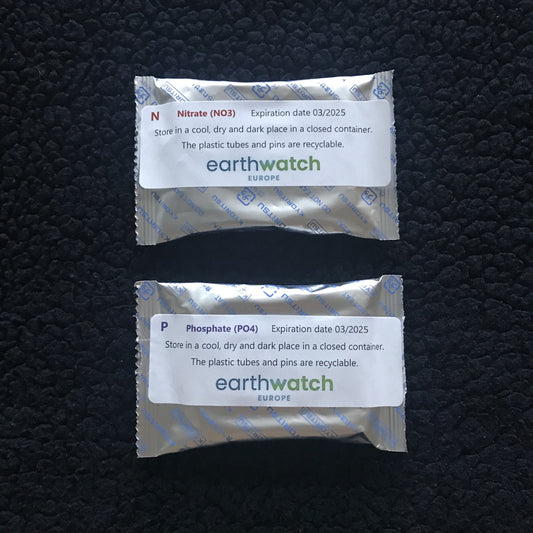 N Nitrate (NO3) Expiration date 03/2025
Store in a cool, dry and dark place in a closed container.
The plastic tubes and pins are recyclable.
earthwatch
EUROPE
KYORITSU
P Phosphate (PO4) Expiration date 03/2025
Store in a cool, dry and dark place in a closed container.
The plastic tubes and pins are recyclable.
earthwatch
EUROPE